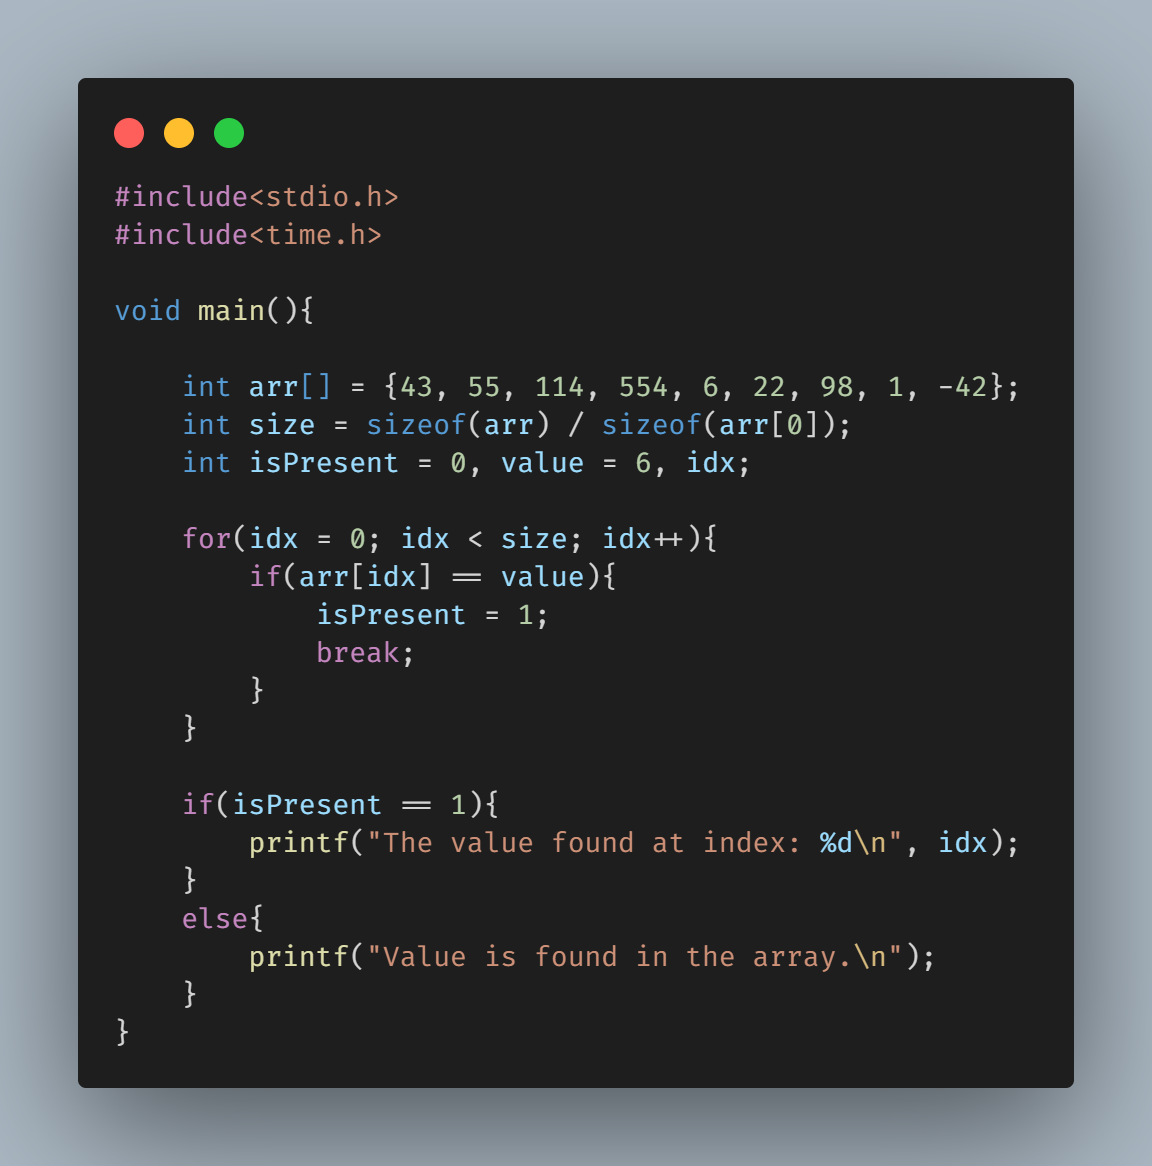 #include<stdio.h>
#include<time.h>

void main(){

    int arr[] = {43, 55, 114, 554, 6, 22, 98, 1, -42};
    int size = sizeof(arr) / sizeof(arr[0]);
    int isPresent = 0, value = 6, idx;

    for(idx = 0; idx < size; idx++){
        if(arr[idx] == value){
            isPresent = 1;
            break;
        }
    }

    if(isPresent == 1){
        printf("The value found at index: %d\n", idx);
    }
    else{
        printf("Value is found in the array.\n");
    }
}